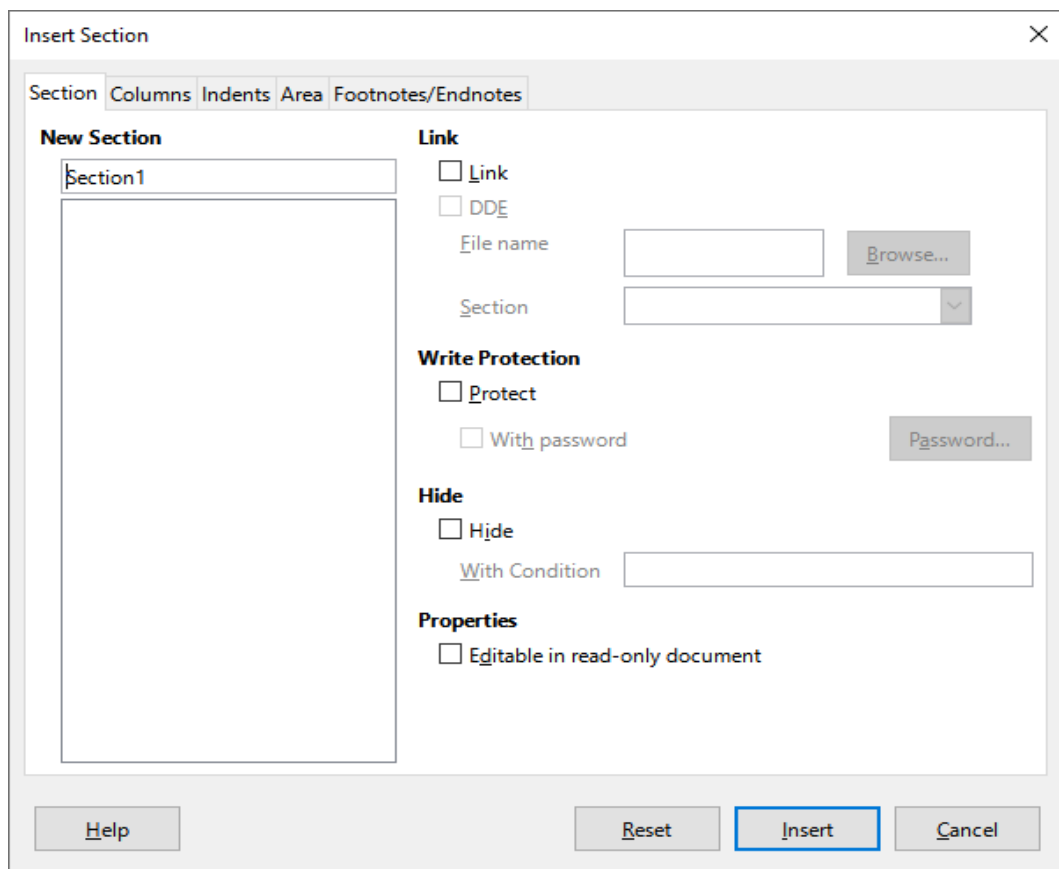 Insert Section
Section Columns Indents Area Footnotes/Endnotes
New Section
Section1
Link
Link
DDE
File name
Browse...
Section
Write Protection
Protect
With password
Password...
Hide
Hide
With Condition
Properties
Editable in read-only document
Help
Reset
Insert
Cancel